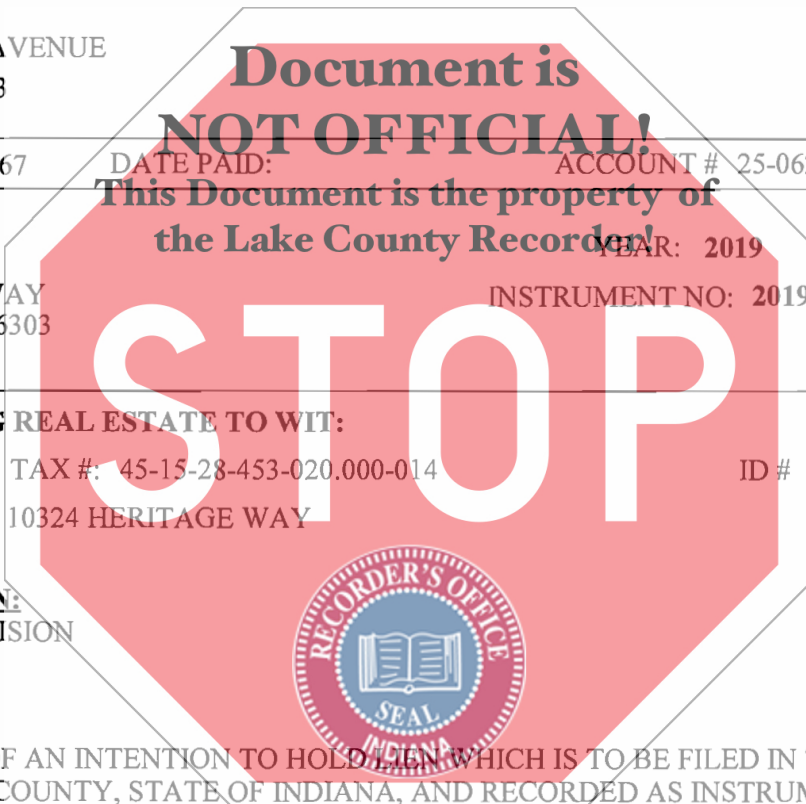 AVENUE
Document is
3
NOT OFFICIAL!
67 DATE PAID: ACCOUNT # 25-06
This Document is the property of
the Lake County Recorder!
YEAR: 2019
AY INSTRUMENT NO: 2019
6303
STOP
REAL ESTATE TO WIT:
TAX #: 45-15-28-453-020.000-014 ID #
10324 HERITAGE WAY
N:
ISION
RECORDER'S OFFICE
SEAL
INDIANA
F AN INTENTION TO HOLD LIEN WHICH IS TO BE FILED IN
COUNTY, STATE OF INDIANA, AND RECORDED AS INSTRUM